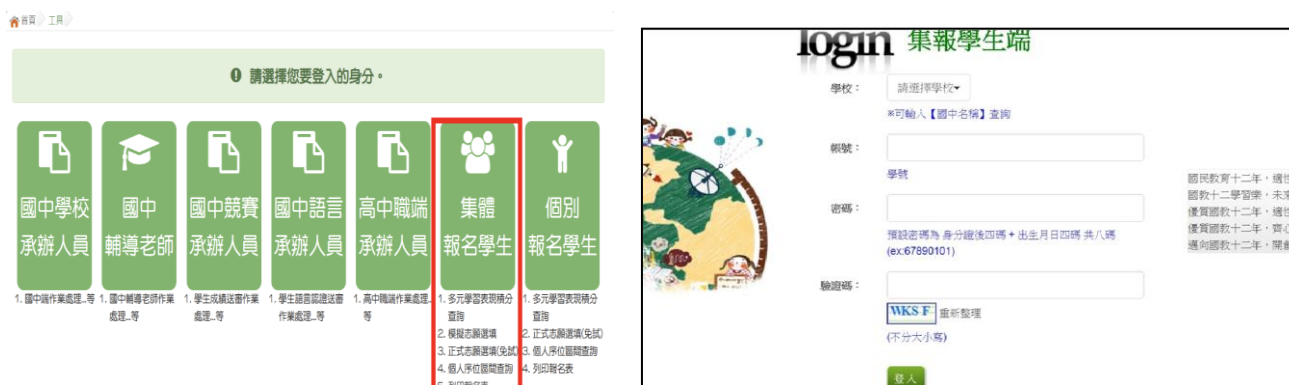 首頁 工具
請選擇您要登入的身分。
國中學校
承辦人員
國中
輔導老師
國中競賽
承辦人員
國中語言
承辦人員
高中職端
承辦人員
集體
報名學生
個別
報名學生
1. 國中端作業處理...等
1. 國中輔導老師作業
處理...等
1. 學生成績送審作業
處理...等
1. 學生語言認證送審
作業處理...等
1. 高中職端作業處理...
等
1. 多元學習表現積分
查詢
2. 模擬志願選填
3. 正式志願選填(免試)
4. 個人序位區間查詢
5. 列印報名表
1. 多元學習表現積分
查詢
2. 正式志願選填(免試)
3. 個人序位區間查詢
4. 列印報名表
login 集報學生端
學校：
請選擇學校
※可輸入【國中名稱】查詢
帳號：
學號
密碼：
預設密碼為 身分證後四碼 + 出生月日四碼 共八碼
(ex:67890101)
驗證碼：
WKS F 重新整理
(不分大小寫)
登入
國民教育十二年，適性
國教十二學習樂，未來
優質國教十二年，適性
優質國教十二年，齊心
邁向國教十二年，開創